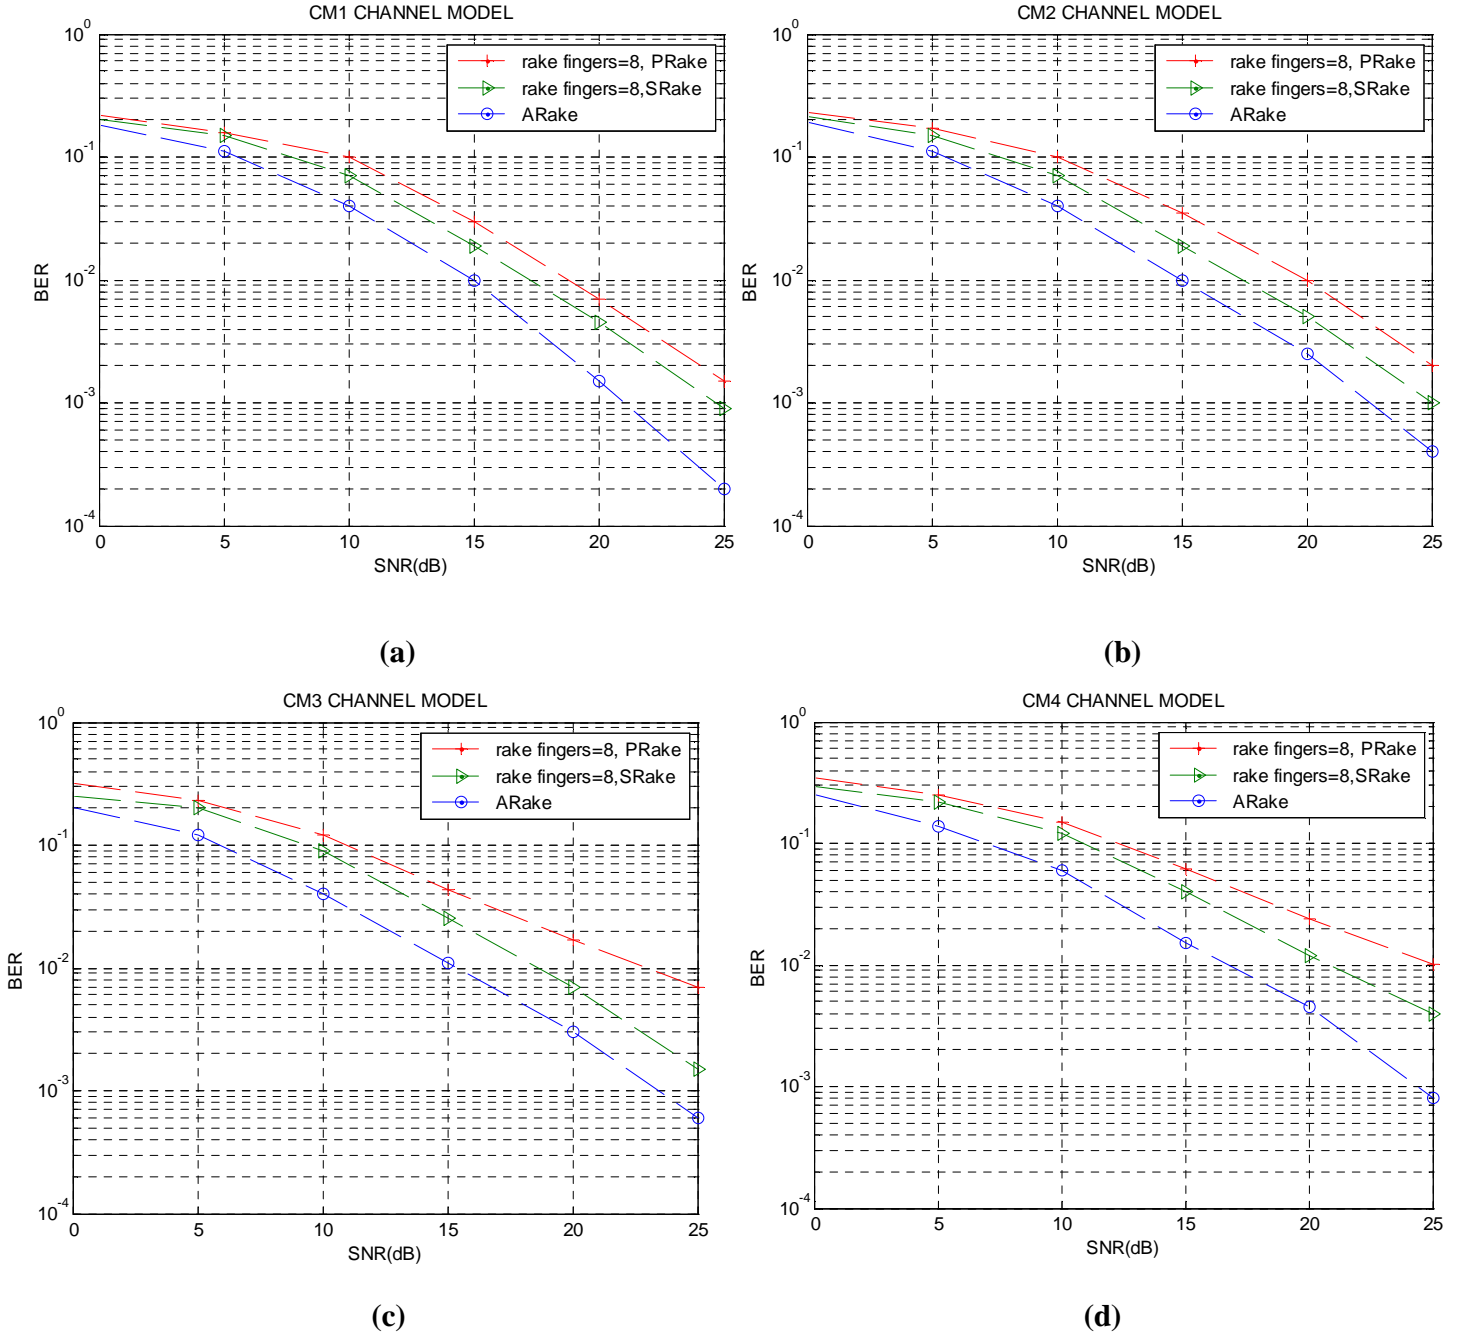 CM1 CHANNEL MODEL
10^0
10^-1
10^-2
10^-3
10^-4
BER
rake fingers=8, PRake
rake fingers=8,SRake
ARake
0 5 10 15 20 25
SNR(dB)
(a)
CM2 CHANNEL MODEL
10^0
10^-1
10^-2
10^-3
10^-4
BER
rake fingers=8, PRake
rake fingers=8,SRake
ARake
0 5 10 15 20 25
SNR(dB)
(b)
CM3 CHANNEL MODEL
10^0
10^-1
10^-2
10^-3
10^-4
BER
rake fingers=8, PRake
rake fingers=8,SRake
ARake
0 5 10 15 20 25
SNR(dB)
(c)
CM4 CHANNEL MODEL
10^0
10^-1
10^-2
10^-3
10^-4
BER
rake fingers=8, PRake
rake fingers=8,SRake
ARake
0 5 10 15 20 25
SNR(dB)
(d)